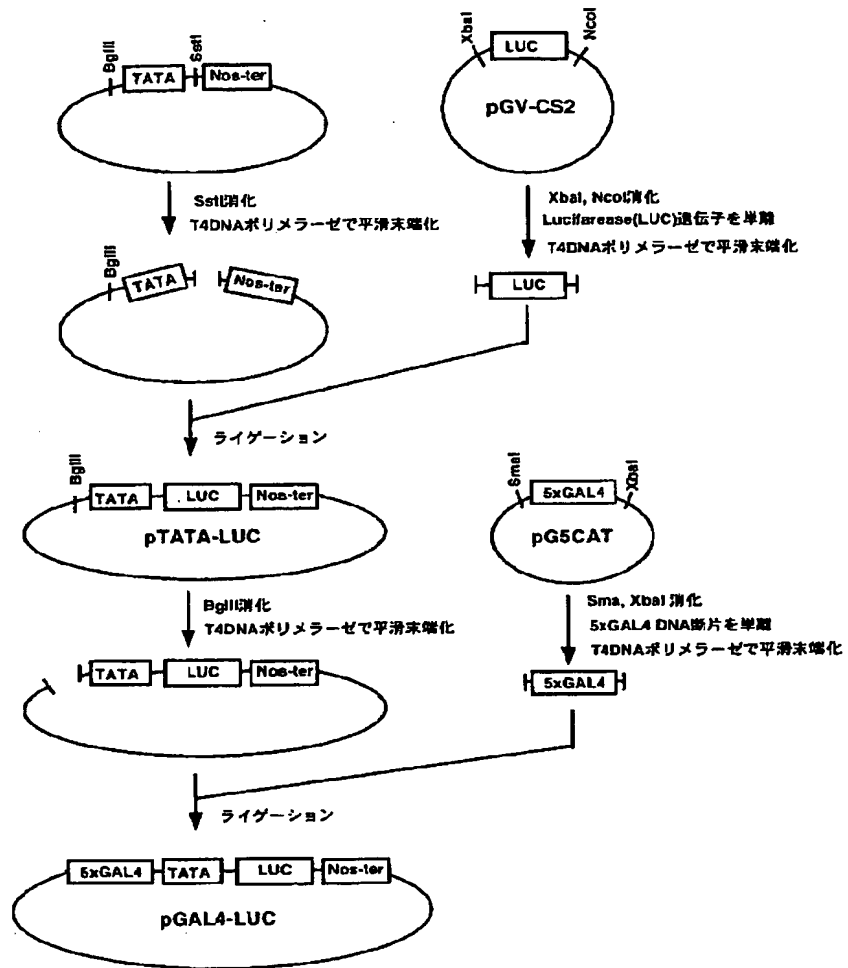 BglII
TATA
SstI
Nos-ter
XbaI
LUC
NcoI
pGV-CS2
SstI消化
T4DNAポリメラーゼで平滑末端化
XbaI, NcoI消化
Lucifarease(LUC)遺伝子を単離
T4DNAポリメラーゼで平滑末端化
BglII
TATA
Nos-ter
LUC
ライゲーション
BglII
TATA
LUC
Nos-ter
pTATA-LUC
SmaI
5xGAL4
XbaI
pG5CAT
BglII消化
T4DNAポリメラーゼで平滑末端化
Sma, XbaI 消化
5xGAL4 DNA断片を単離
T4DNAポリメラーゼで平滑末端化
TATA
LUC
Nos-ter
5xGAL4
ライゲーション
5xGAL4
TATA
LUC
Nos-ter
pGAL4-LUC